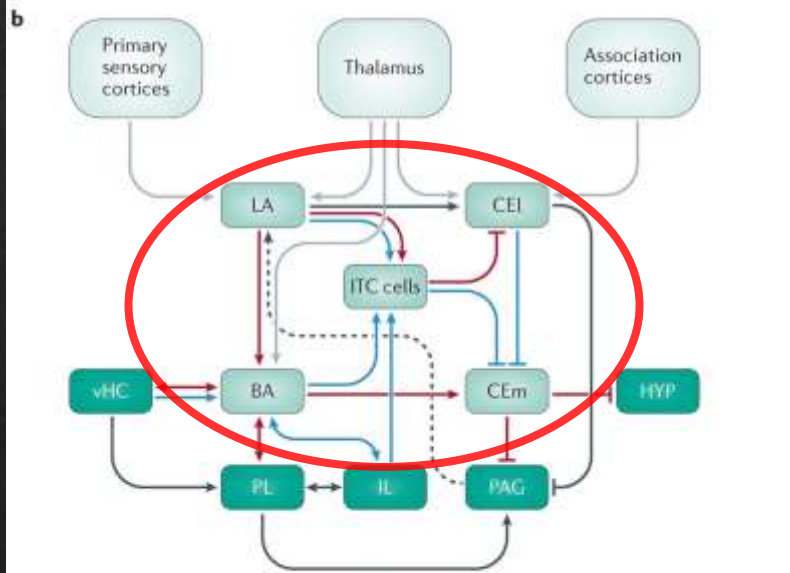 b
Primary
sensory
cortices
Thalamus
Association
cortices
LA
CEl
ITC cells
vHC
BA
CEm
HYP
PL
IL
PAG